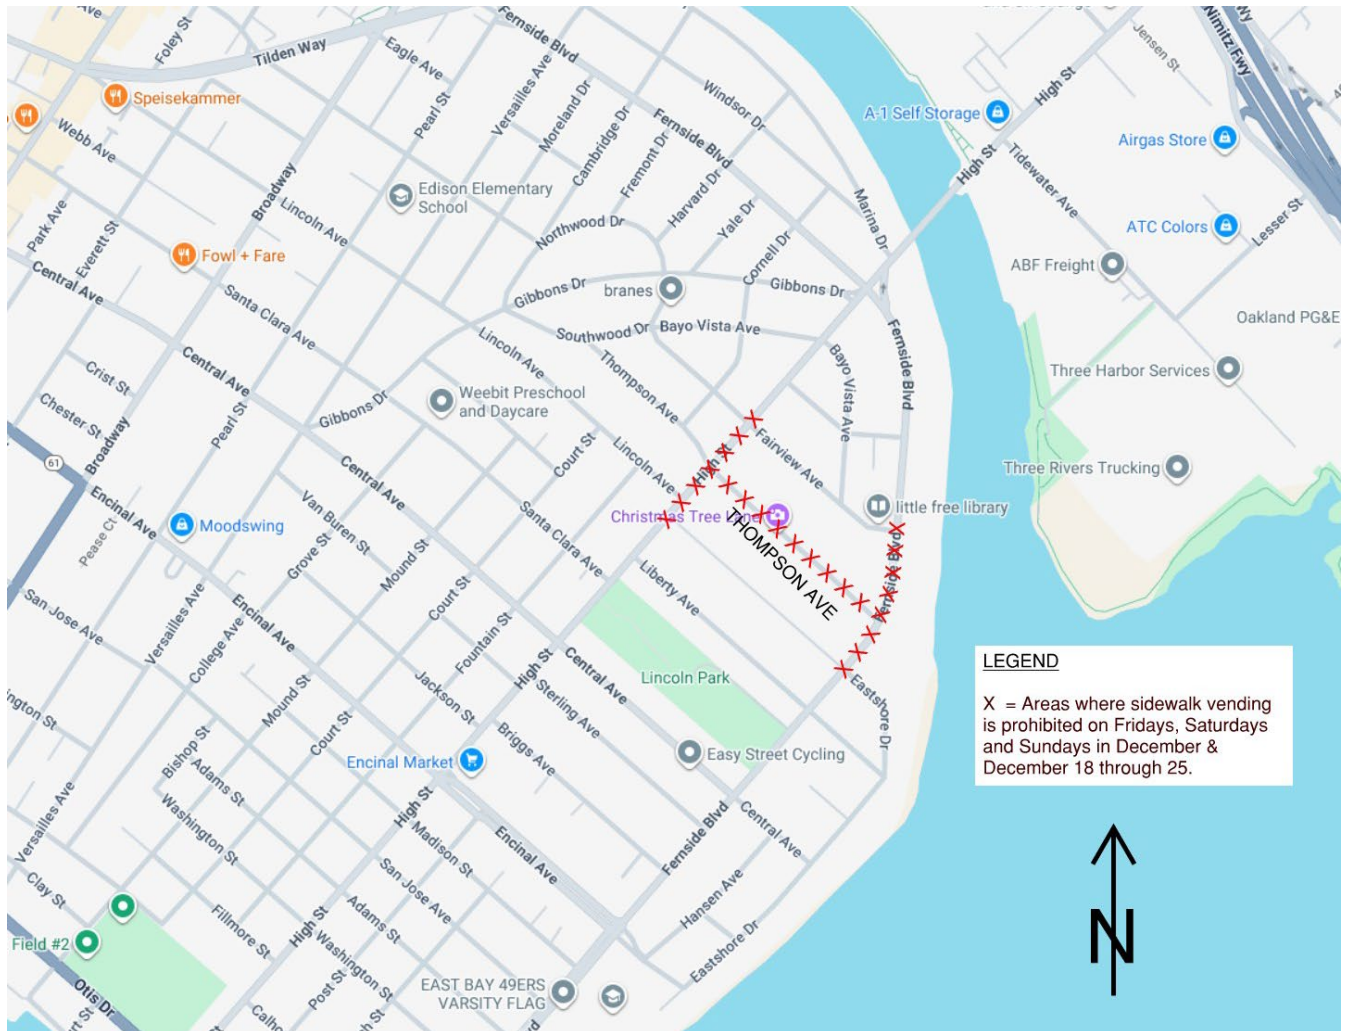 Ave
Foley St
Tilden Way
Fernside Blvd
Eagle Ave
Pearl St
Versailles Ave
Moreland Dr
Cambridge Dr
Fremont Dr
Windsor Dr
Fernside Blvd
Harvard Dr
Yale Dr
Cornell Dr
Marina Dr
A-1 Self Storage
High St
High St
Jensen St
Nimitz Fwy
Airgas Store
Tidewater Ave
ATC Colors
Lesser St
ABF Freight
Oakland PG&E
Three Harbor Services
Three Rivers Trucking
Speisekammer
Webb Ave
Broadway
Lincoln Ave
Edison Elementary
School
Park Ave
Everett St
Fowl + Fare
Central Ave
Santa Clara Ave
Northwood Dr
Gibbons Dr
branes
Gibbons Dr
Southwood Dr
Bayo Vista Ave
Fernside Blvd
Bayo Vista Ave
Lincoln Ave
Thompson Ave
Central Ave
Crist St
Chester St
Broadway
Pearl St
Gibbons Dr
Weebit Preschool
and Daycare
Court St
Lincoln Ave
High St
Fairview Ave
little free library
Christmas Tree Lane
THOMPSON AVE
Fernside Blvd
61
Encinal Ave
Moodswing
Pease Ct
Van Buren St
Central Ave
Grove St
Mound St
Santa Clara Ave
Liberty Ave
San Jose Ave
Versailles Ave
College Ave
Encinal Ave
Court St
Fountain St
High St
Central Ave
Lincoln Park
Eastshore Dr
Jackson St
Sterling Ave
Briggs Ave
Easy Street Cycling
Mound St
Court St
Bishop St
Adams St
Washington St
Encinal Market
High St
Madison St
Encinal Ave
Fernside Blvd
Central Ave
Versailles Ave
San Jose Ave
Adams St
Hansen Ave
Eastshore Dr
Clay St
Fillmore St
High St
Washington St
Post St
Field #2
Otis Dr
EAST BAY 49ERS
VARSITY FLAG
LEGEND
X = Areas where sidewalk vending
is prohibited on Fridays, Saturdays
and Sundays in December &
December 18 through 25.
N